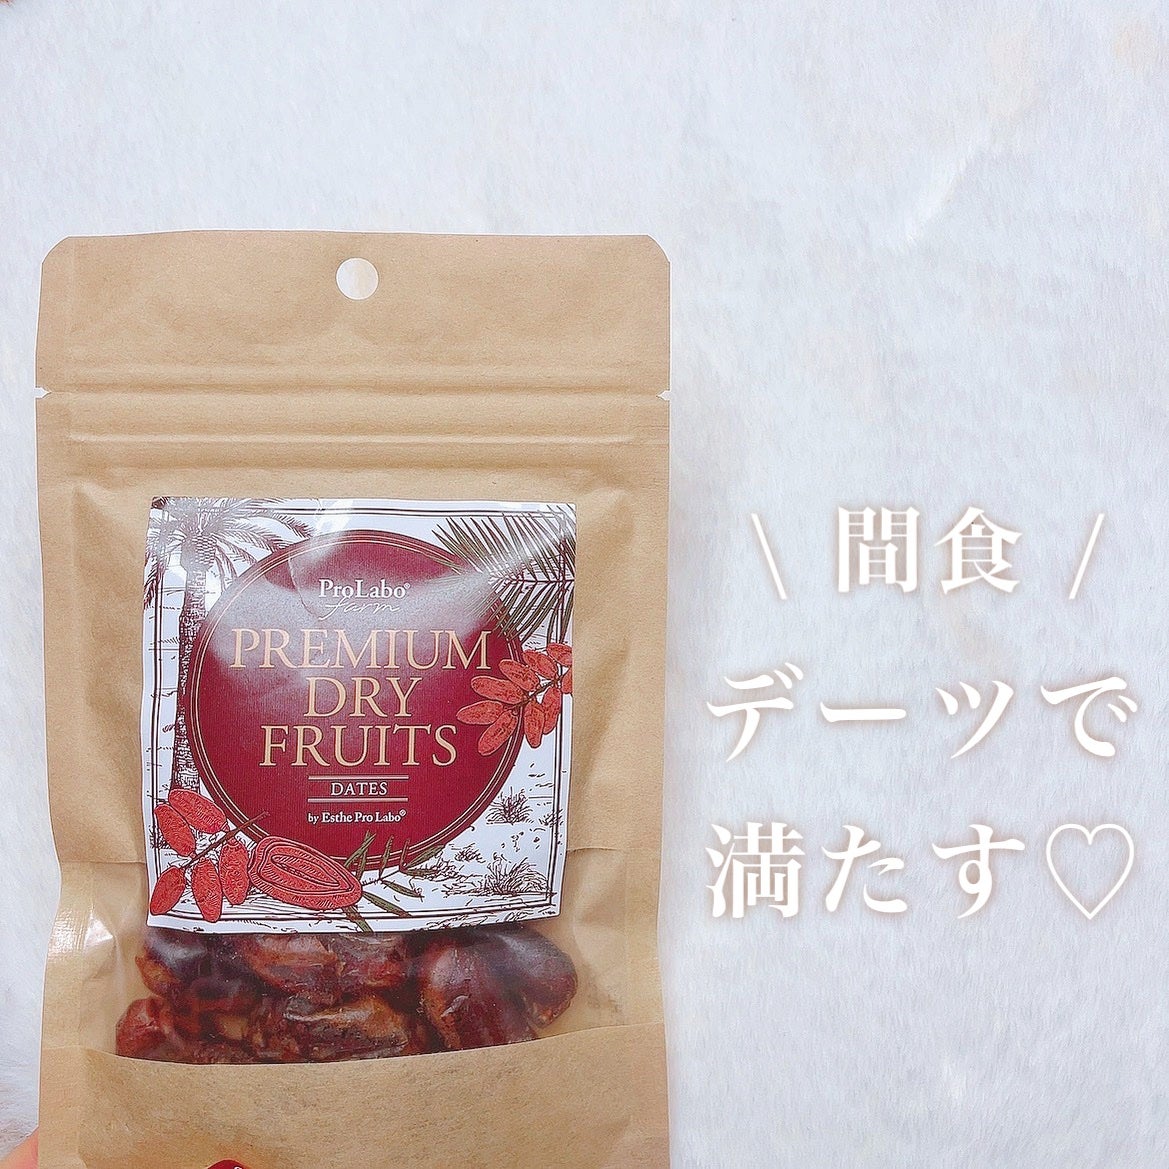 ProLabo®
farm
PREMIUM
DRY
FRUITS
DATES
by Esthe Pro Labo®
\ 間食 /
デーツで
満たす♡